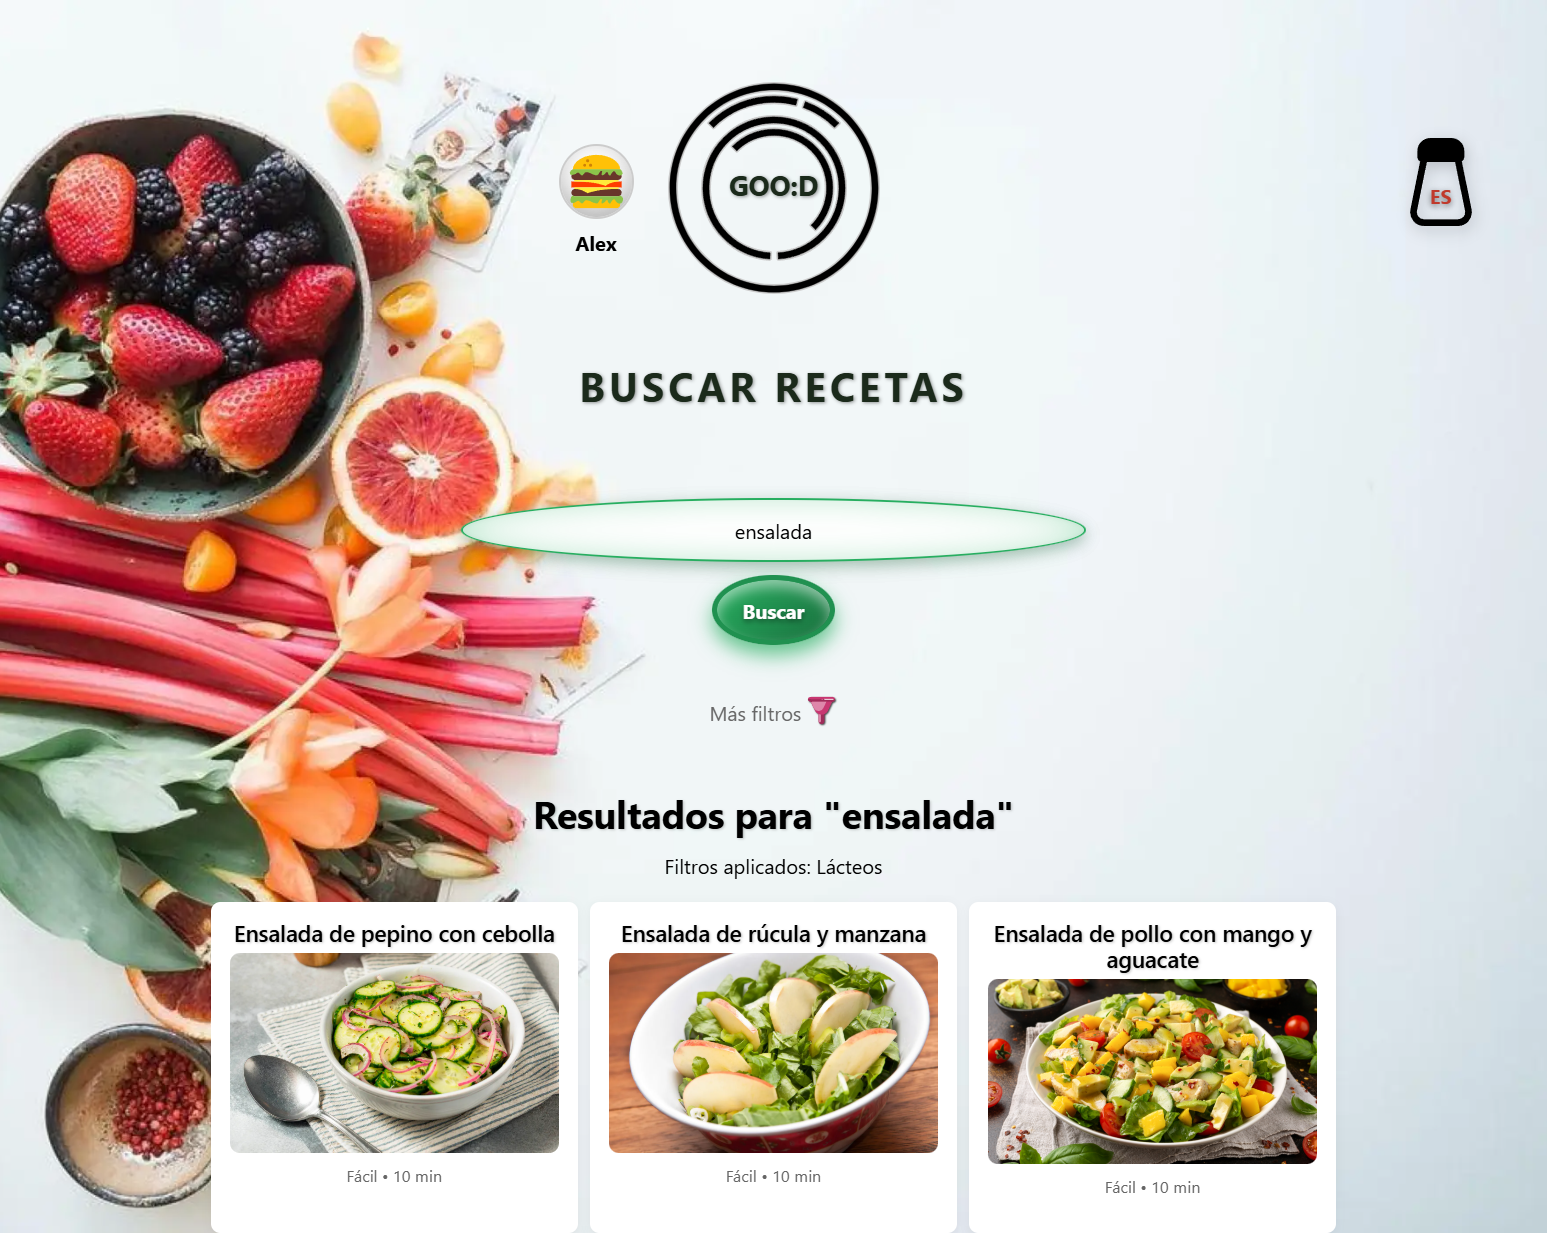 GOO:D
ES
Alex
BUSCAR RECETAS
ensalada
Buscar
Más filtros
Resultados para "ensalada"
Filtros aplicados: Lácteos
Ensalada de pepino con cebolla
Fácil • 10 min
Ensalada de rúcula y manzana
Fácil • 10 min
Ensalada de pollo con mango y
aguacate
Fácil • 10 min